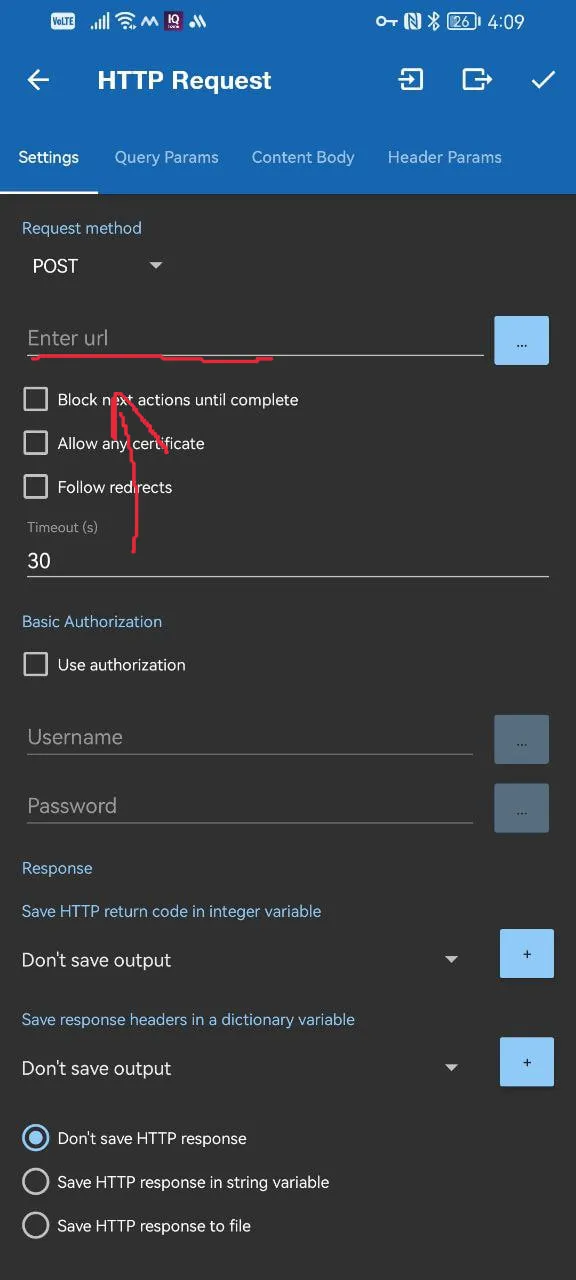 VoLTE IQ 26 4:09
HTTP Request
Settings Query Params Content Body Header Params
Request method
POST
Enter url ...
Block next actions until complete
Allow any certificate
Follow redirects
Timeout (s)
30
Basic Authorization
Use authorization
Username ...
Password ...
Response
Save HTTP return code in integer variable
Don't save output +
Save response headers in a dictionary variable
Don't save output +
Don't save HTTP response
Save HTTP response in string variable
Save HTTP response to file